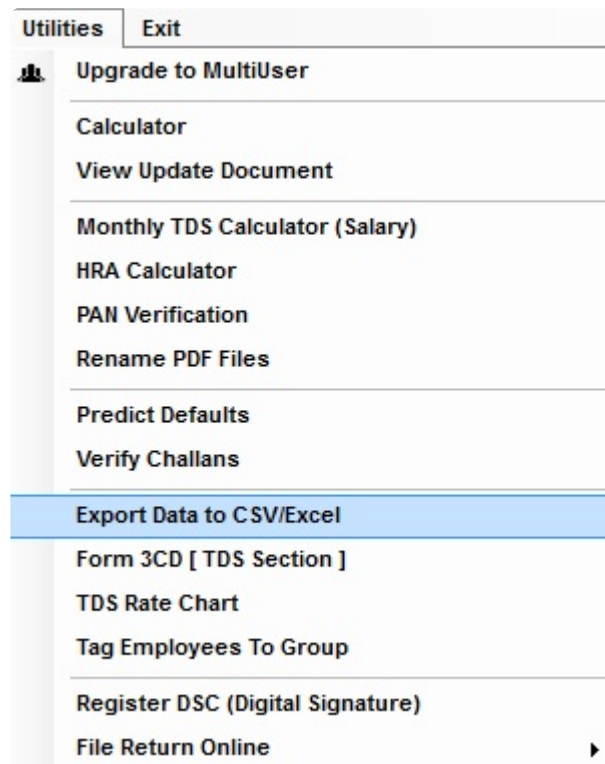 Utilities Exit
Upgrade to MultiUser
Calculator
View Update Document
Monthly TDS Calculator (Salary)
HRA Calculator
PAN Verification
Rename PDF Files
Predict Defaults
Verify Challans
Export Data to CSV/Excel
Form 3CD [ TDS Section ]
TDS Rate Chart
Tag Employees To Group
Register DSC (Digital Signature)
File Return Online